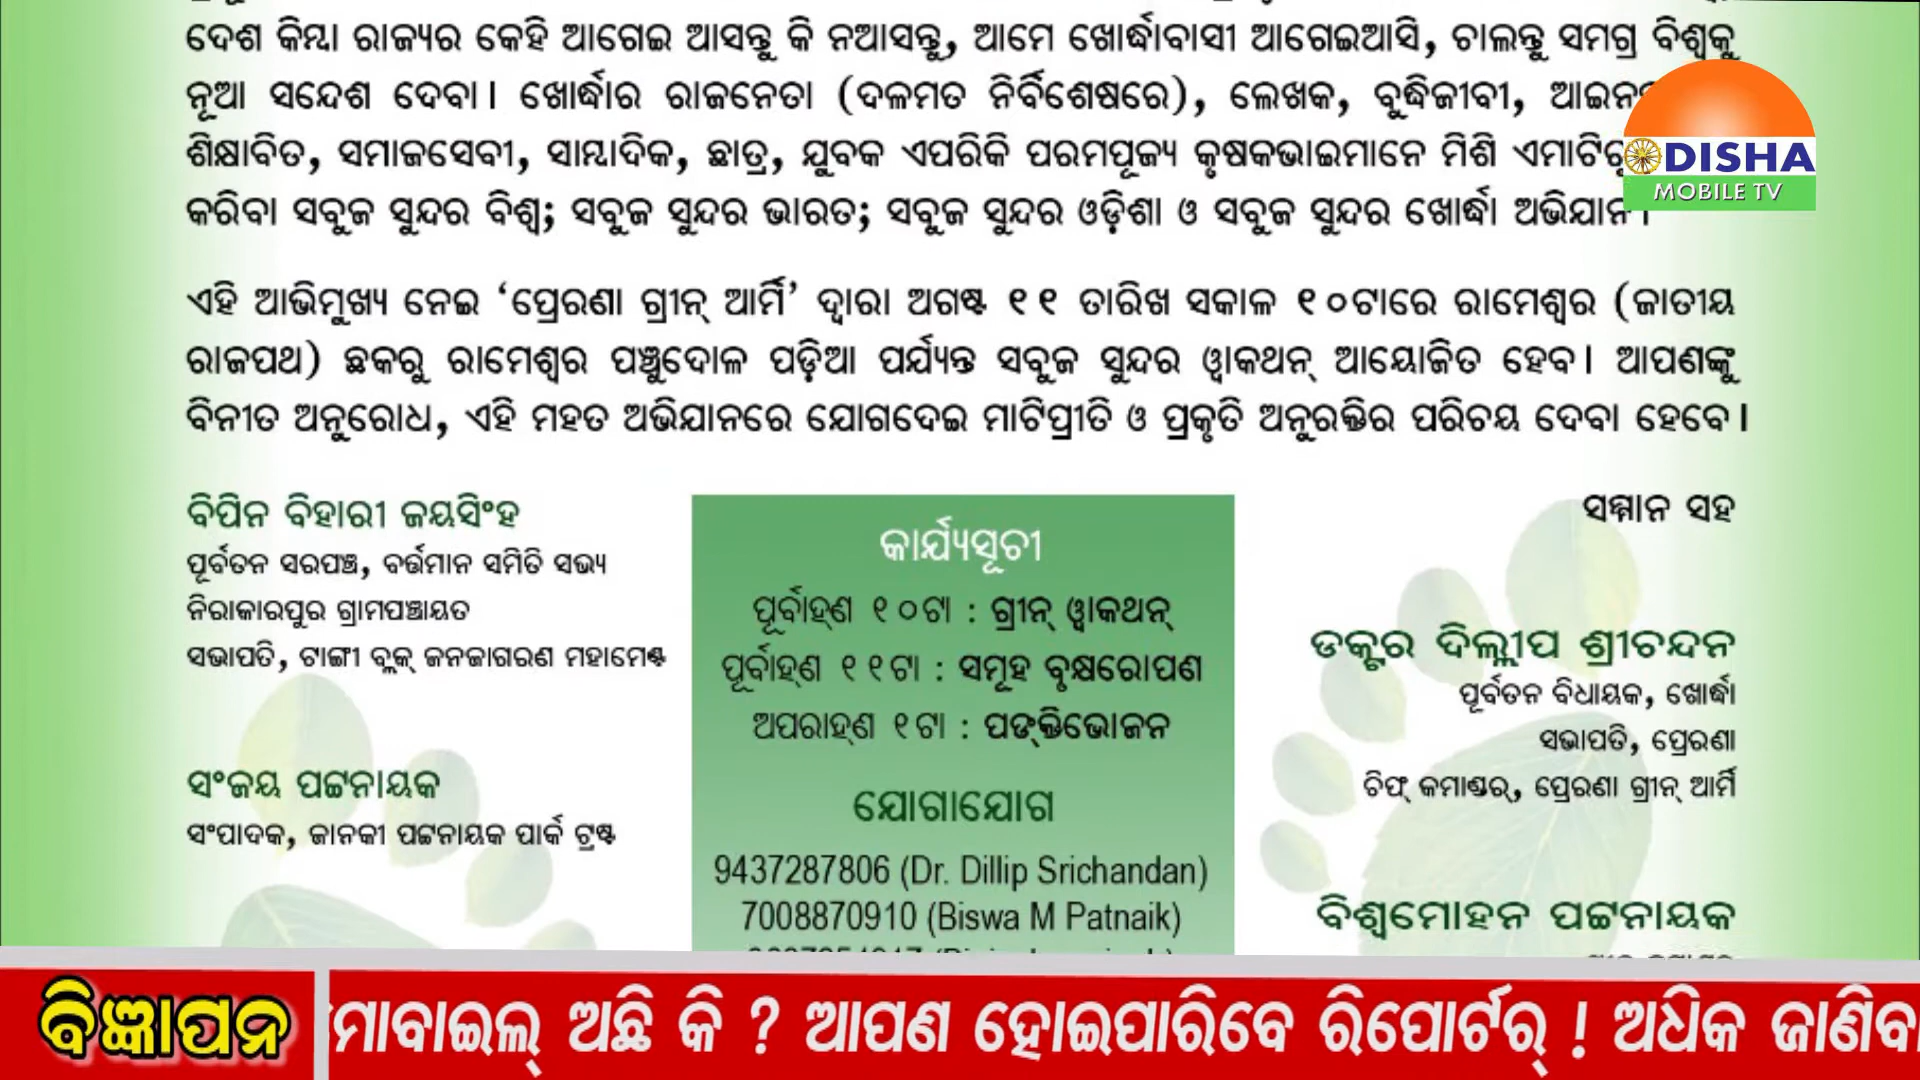 ଦେଶ କିମ୍ବା ରାଜ୍ୟର କେହି ଆଗେଇ ଆସନ୍ତୁ କି ନଆସନ୍ତୁ, ଆମେ ଖୋର୍ଦ୍ଧାବାସୀ ଆଗେଇଆସି, ଚାଲନ୍ତୁ ସମଗ୍ର ବିଶ୍ୱକୁ
ନୂଆ ସନ୍ଦେଶ ଦେବା। ଖୋର୍ଦ୍ଧାର ରାଜନେତା (ଦଳମତ ନିର୍ବିଶେଷରେ), ଲେଖକ, ବୁଦ୍ଧିଜୀବୀ,
ଶିକ୍ଷାବିତ, ସମାଜସେବୀ, ସାମ୍ବାଦିକ, ଛାତ୍ର, ଯୁବକ ଏପରିକି ପରମପୂଜ୍ୟ କୃଷକଭାଇମାନେ ମିଶି
କରିବା ସବୁଜ ସୁନ୍ଦର ବିଶ୍ୱ; ସବୁଜ ସୁନ୍ଦର ଭାରତ; ସବୁଜ ସୁନ୍ଦର ଓଡ଼ିଶା ଓ ସବୁଜ ସୁନ୍ଦର ଖୋର୍ଦ୍ଧା ଅଭିଯାନ।
ODISHA
MOBILE TV
ଏହି ଆଭିମୁଖ୍ୟ ନେଇ ‘ପ୍ରେରଣା ଗ୍ରୀନ୍ ଆର୍ମି’ ଦ୍ୱାରା ଅଗଷ୍ଟ ୧୧ ତାରିଖ ସକାଳ ୧୦ଟାରେ ରାମେଶ୍ୱର (ଜାତୀୟ
ରାଜପଥ) ଛକରୁ ରାମେଶ୍ୱର ପଞ୍ଚୁଦୋଳ ପଡ଼ିଆ ପର୍ଯ୍ୟନ୍ତ ସବୁଜ ସୁନ୍ଦର ୱାକଥନ୍ ଆୟୋଜିତ ହେବ। ଆପଣଙ୍କୁ
ବିନୀତ ଅନୁରୋଧ, ଏହି ମହତ ଅଭିଯାନରେ ଯୋଗଦେଇ ମାଟିପ୍ରୀତି ଓ ପ୍ରକୃତି ଅନୁରକ୍ତିର ପରିଚୟ ଦେବା ହେବେ।
ବିପିନ ବିହାରୀ ଜୟସିଂହ
ପୂର୍ବତନ ସରପଞ୍ଚ, ବର୍ତ୍ତମାନ ସମିତି ସଭ୍ୟ
ନିରାକାରପୁର ଗ୍ରାମପଞ୍ଚାୟତ
ସଭାପତି, ଟାଙ୍ଗୀ ବ୍ଲକ୍ ଜନଜାଗରଣ ମହାମେଣ୍ଟ
ସଂଜୟ ପଟ୍ଟନାୟକ
ସଂପାଦକ, ଜାନକୀ ପଟ୍ଟନାୟକ ପାର୍କ ଟ୍ରଷ୍ଟ
କାର୍ଯ୍ୟସୂଚୀ
ପୂର୍ବାହ୍ଣ ୧୦ଟା : ଗ୍ରୀନ୍ ୱାକଥନ୍
ପୂର୍ବାହ୍ଣ ୧୧ଟା : ସମୂହ ବୃକ୍ଷରୋପଣ
ଅପରାହ୍ଣ ୧ଟା : ପଙ୍‌କ୍ତିଭୋଜନ
ଯୋଗାଯୋଗ
9437287806 (Dr. Dillip Srichandan)
7008870910 (Biswa M Patnaik)
ସମ୍ମାନ ସହ
ଡକ୍ଟର ଦିଲ୍ଲୀପ ଶ୍ରୀଚନ୍ଦନ
ପୂର୍ବତନ ବିଧାୟକ, ଖୋର୍ଦ୍ଧା
ସଭାପତି, ପ୍ରେରଣା
ଚିଫ୍ କମାଣ୍ଡର୍, ପ୍ରେରଣା ଗ୍ରୀନ୍ ଆର୍ମି
ବିଶ୍ୱମୋହନ ପଟ୍ଟନାୟକ
ବିଜ୍ଞାପନ
ମୋବାଇଲ୍ ଅଛି କି ? ଆପଣ ହୋଇପାରିବେ ରିପୋର୍ଟର୍ ! ଅଧିକ ଜାଣିବା